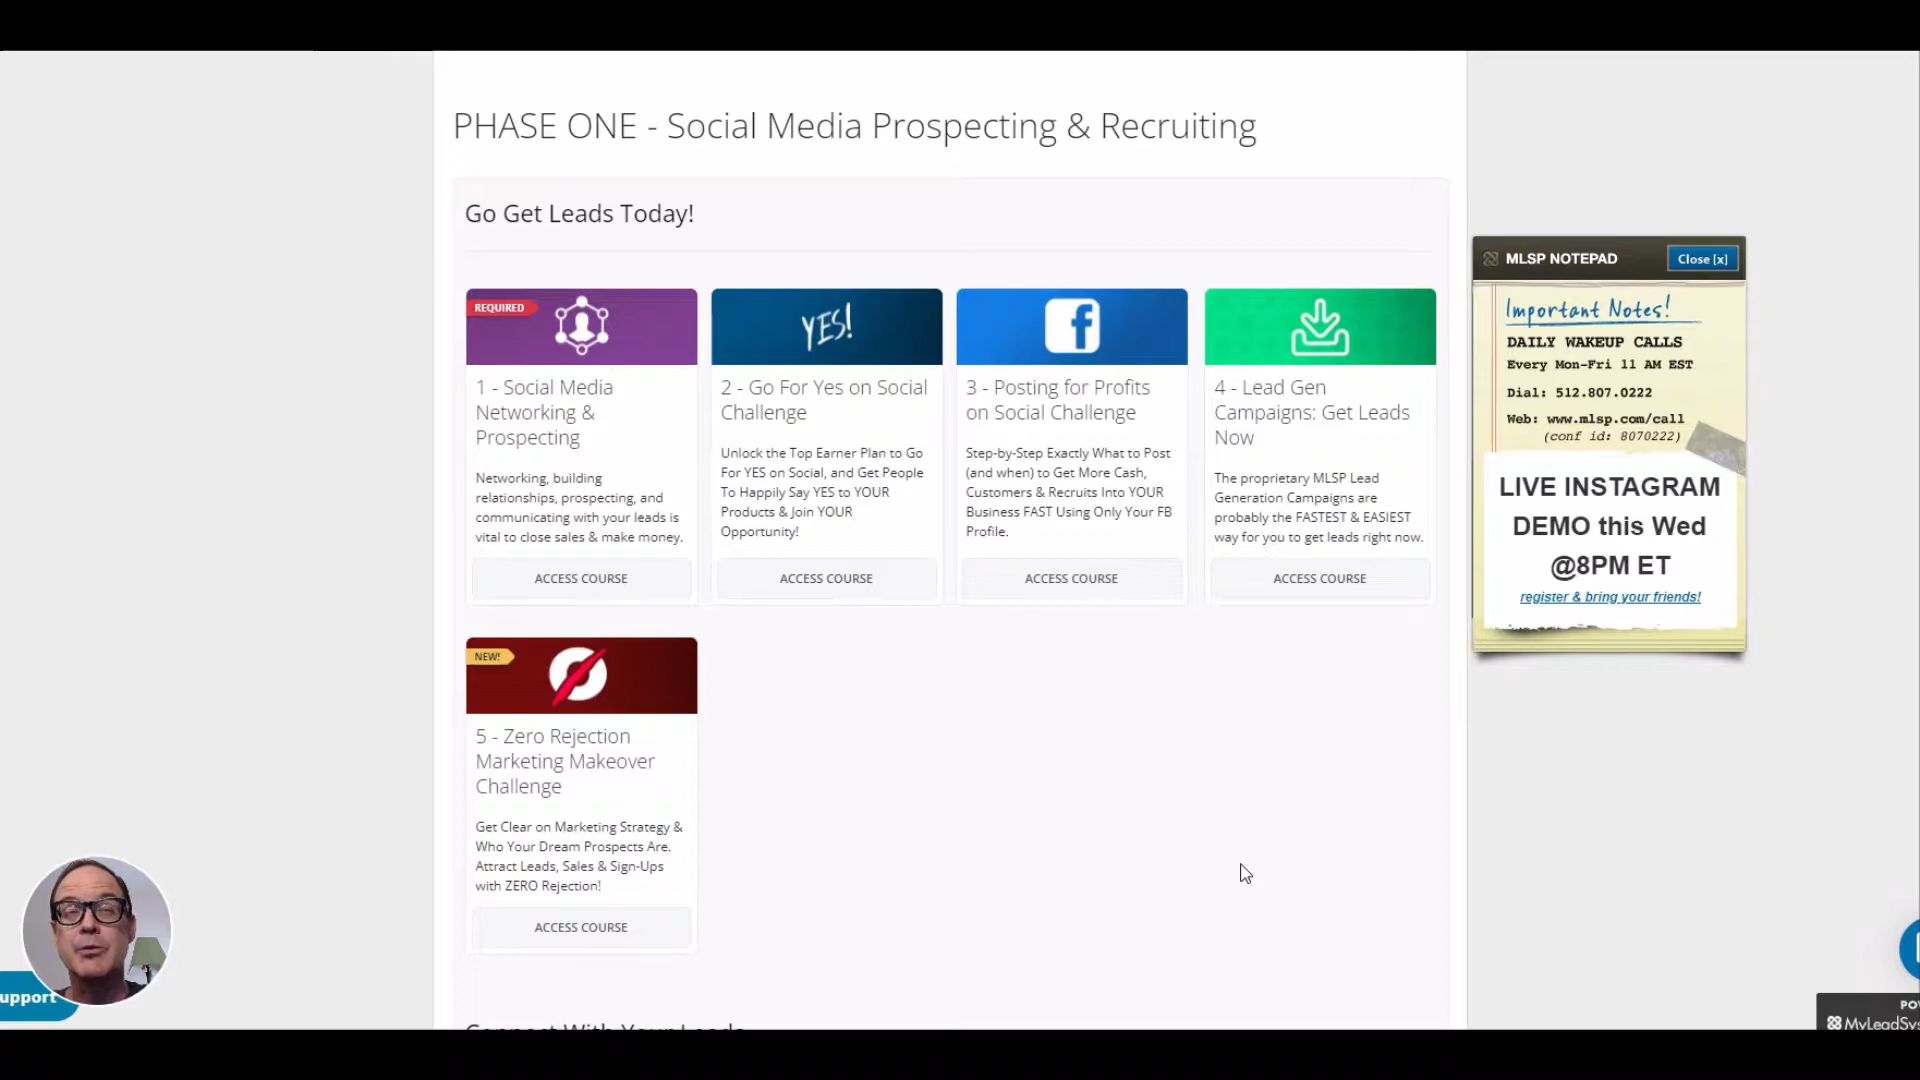 PHASE ONE - Social Media Prospecting & Recruiting
Go Get Leads Today!
REQUIRED
1 - Social Media
Networking &
Prospecting
Networking, building
relationships, prospecting, and
communicating with your leads is
vital to close sales & make money.
ACCESS COURSE
YES!
2 - Go For Yes on Social
Challenge
Unlock the Top Earner Plan to Go
For YES on Social, and Get People
To Happily Say YES to YOUR
Products & Join YOUR
Opportunity!
ACCESS COURSE
3 - Posting for Profits
on Social Challenge
Step-by-Step Exactly What to Post
(and when) to Get More Cash,
Customers & Recruits Into YOUR
Business FAST Using Only Your FB
Profile.
ACCESS COURSE
4 - Lead Gen
Campaigns: Get Leads
Now
The proprietary MLSP Lead
Generation Campaigns are
probably the FASTEST & EASIEST
way for you to get leads right now.
ACCESS COURSE
NEW!
5 - Zero Rejection
Marketing Makeover
Challenge
Get Clear on Marketing Strategy &
Who Your Dream Prospects Are.
Attract Leads, Sales & Sign-Ups
with ZERO Rejection!
ACCESS COURSE
Connect With Your Leads
MLSP NOTEPAD
Close [x]
Important Notes!
DAILY WAKEUP CALLS
Every Mon-Fri 11 AM EST
Dial: 512.807.0222
Web: www.mlsp.com/call
(conf id: 8070222)
LIVE INSTAGRAM
DEMO this Wed
@8PM ET
register & bring your friends!
upport
PO
MyLeadSys